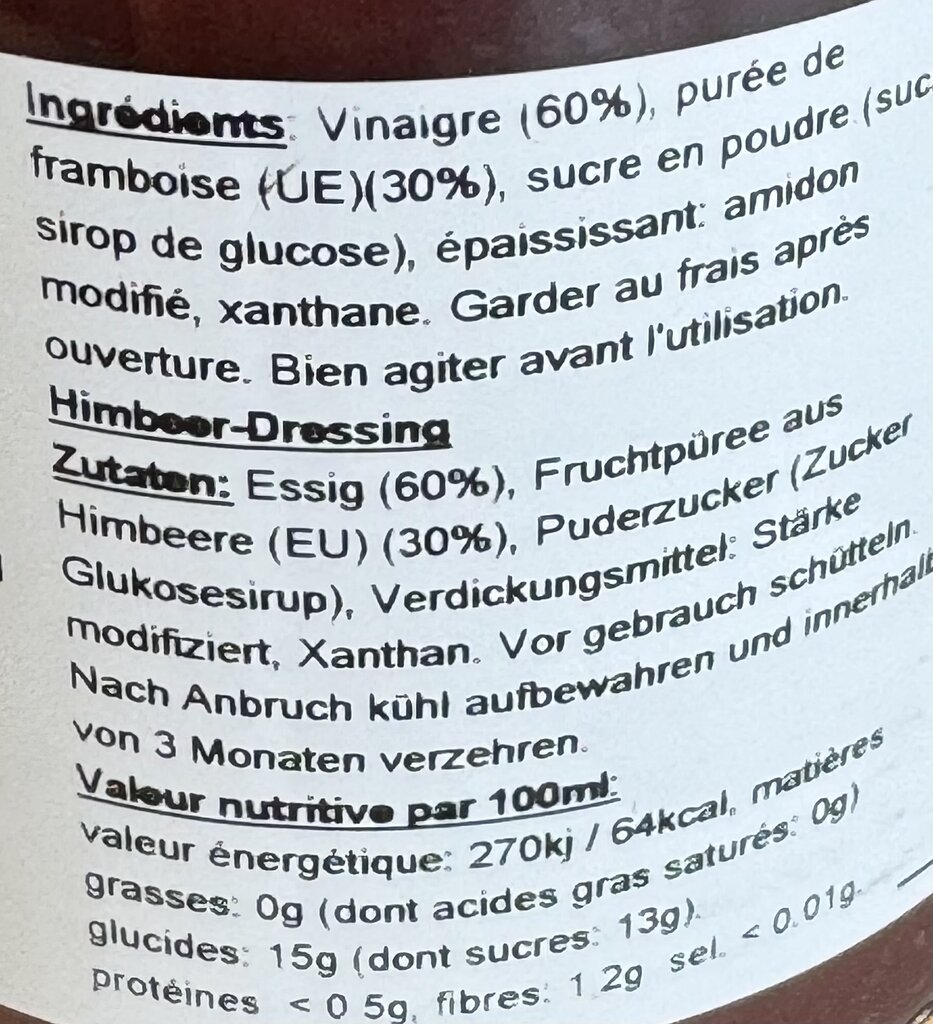 Ingrédients: Vinaigre (60%), purée de
framboise (UE)(30%), sucre en poudre (suc
sirop de glucose), épaississant: amidon
modifié, xanthane. Garder au frais après
ouverture. Bien agiter avant l'utilisation.
Himbeer-Dressing
Zutaten: Essig (60%), Fruchtpüree aus
Himbeere (EU) (30%), Puderzucker (Zucker
Glukosesirup), Verdickungsmittel: Stärke
modifiziert, Xanthan. Vor gebrauch schütteln.
Nach Anbruch kühl aufbewahren und innerhalb
von 3 Monaten verzehren.
Valeur nutritive par 100ml:
valeur énergétique: 270kj / 64kcal, matières
grasses: 0g (dont acides gras saturés: 0g)
glucides: 15g (dont sucres: 13g)
protéines < 0 5g, fibres: 1 2g sel. < 0.01g.